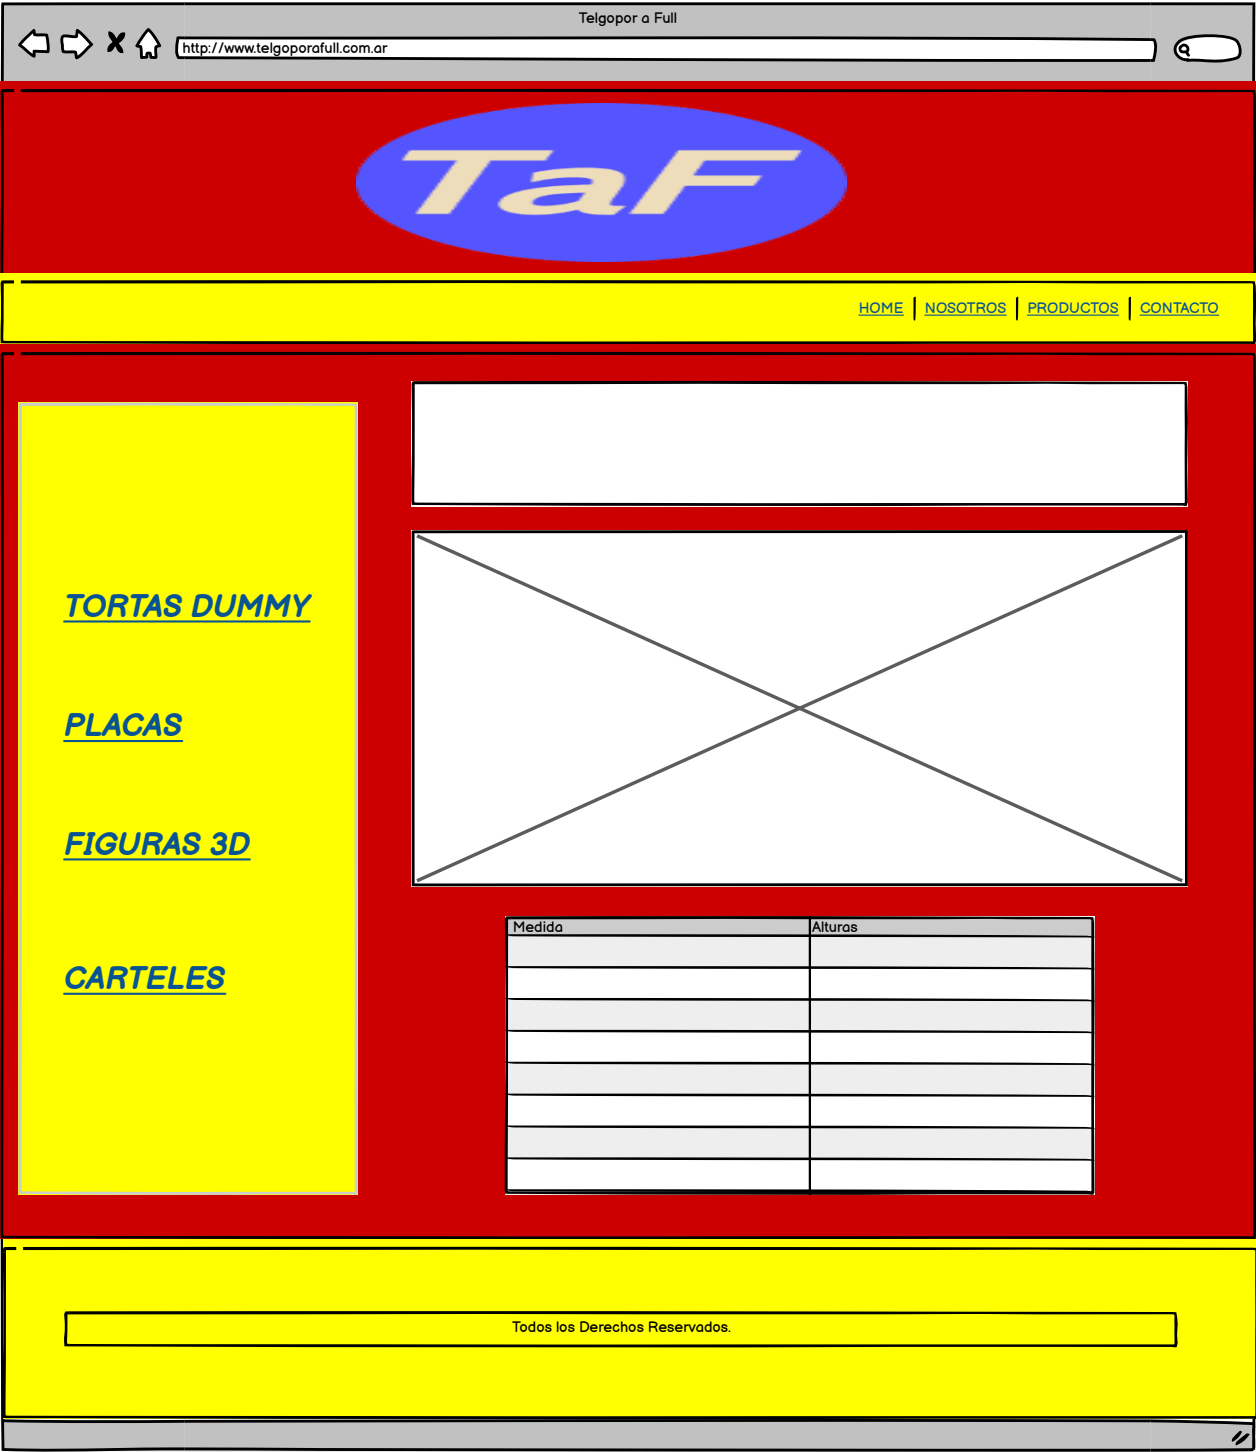 Telgopor a Full
http://www.telgoporafull.com.ar
TaF
HOME | NOSOTROS | PRODUCTOS | CONTACTO
TORTAS DUMMY
PLACAS
FIGURAS 3D
CARTELES
Medida Alturas
Todos los Derechos Reservados.